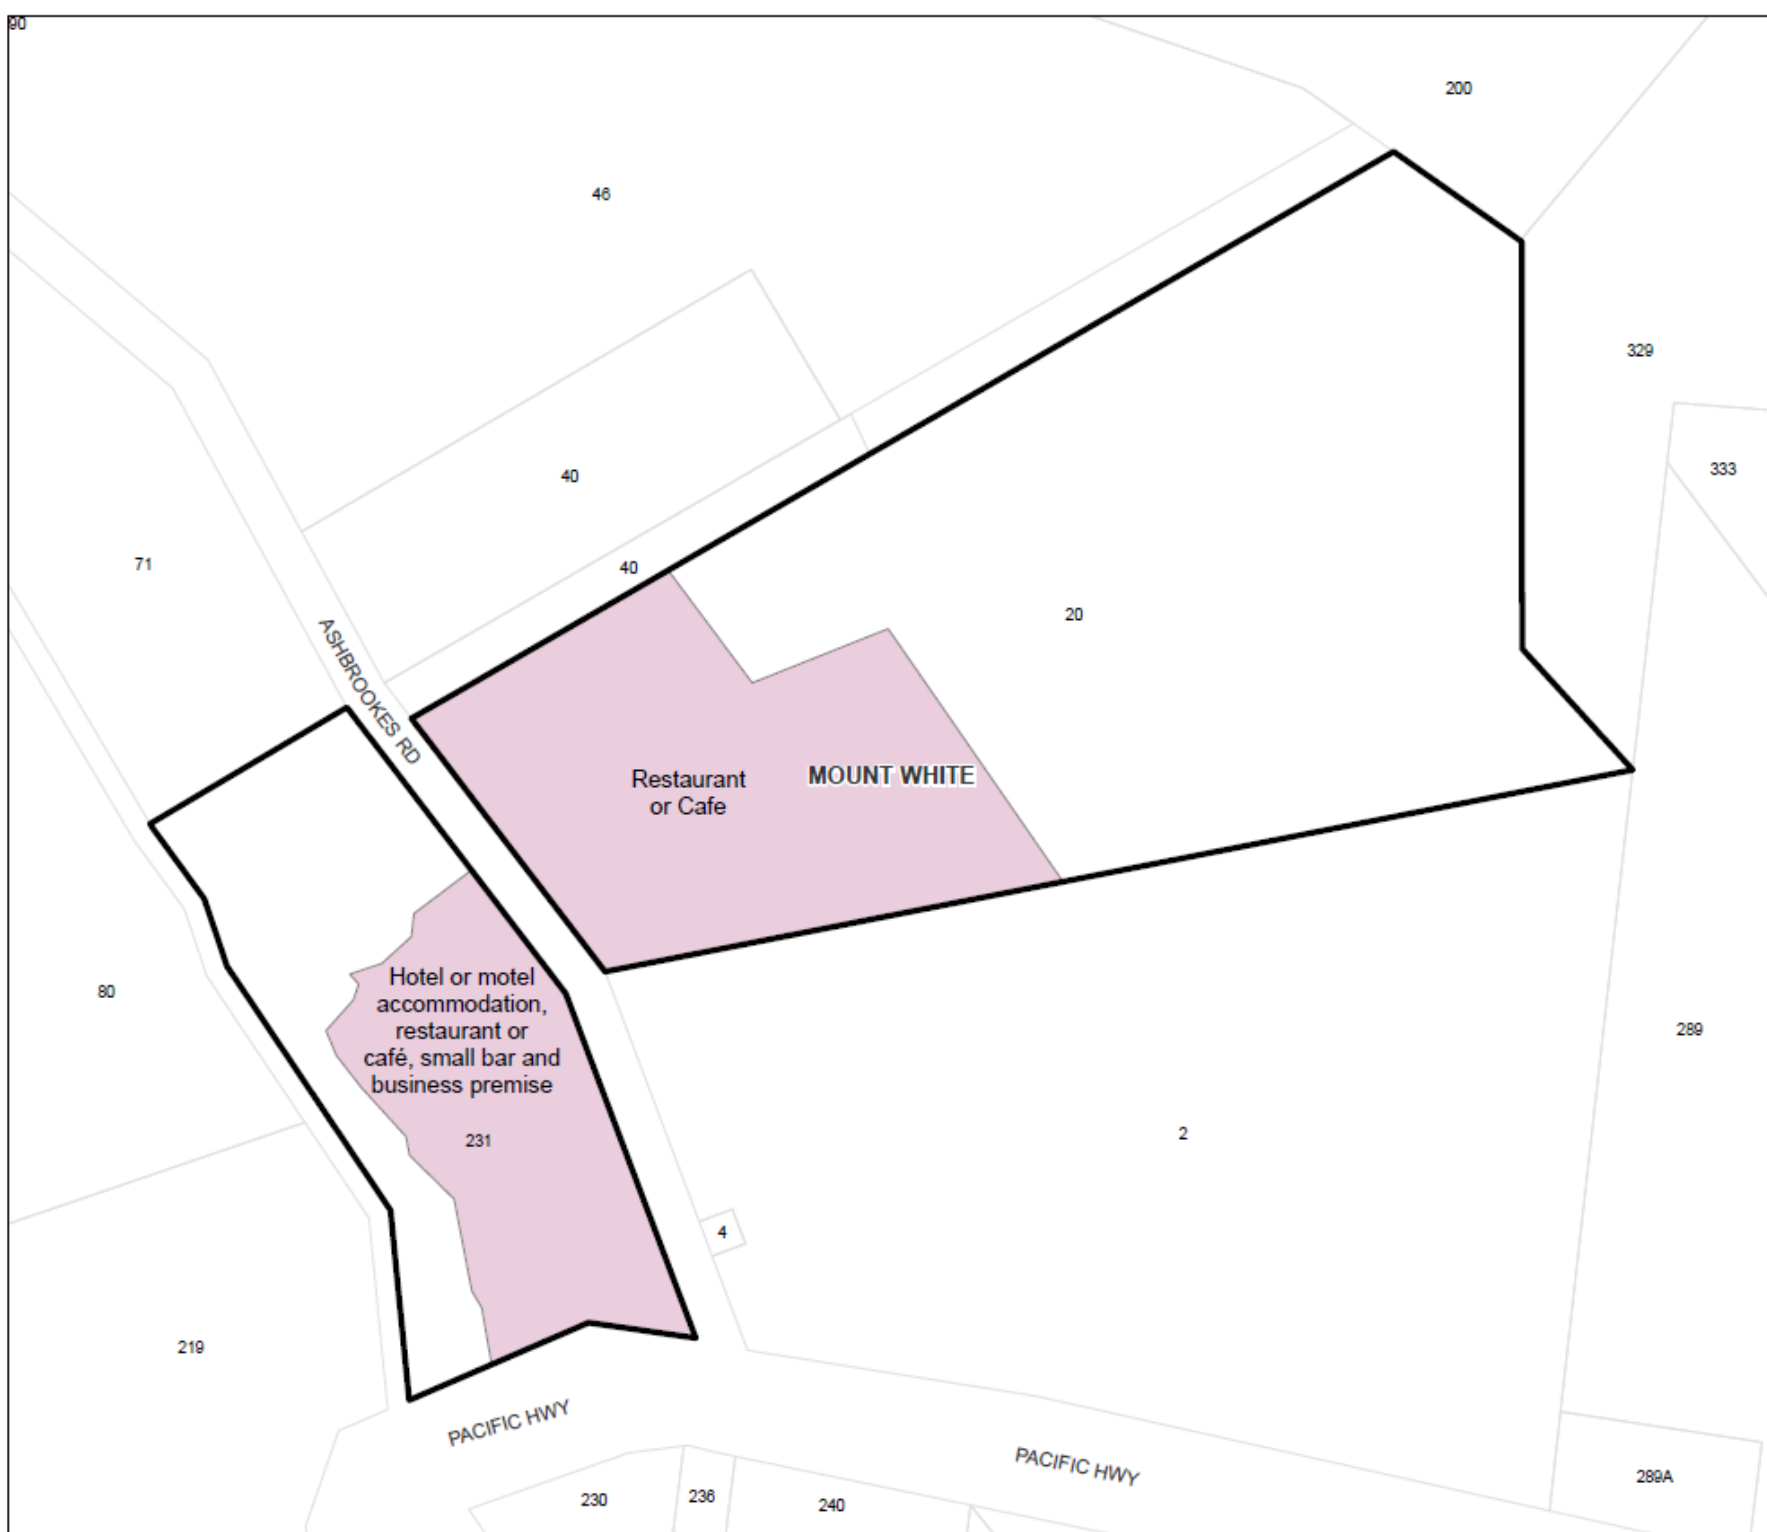 90
200
46
329
333
40
71
40
20
ASHBROOKES RD
Restaurant
or Cafe
MOUNT WHITE
80
Hotel or motel
accommodation,
restaurant or
café, small bar and
business premise
289
231
2
4
219
PACIFIC HWY
PACIFIC HWY
289A
230
236
240